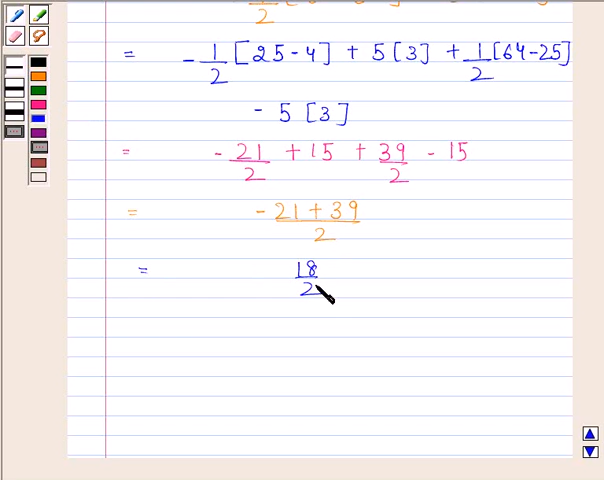 = -1/2 [25-4] + 5[3] + 1/2 [64-25]
- 5 [3]
= -21/2 + 15 + 39/2 - 15
= -21+39/2
= 18/2